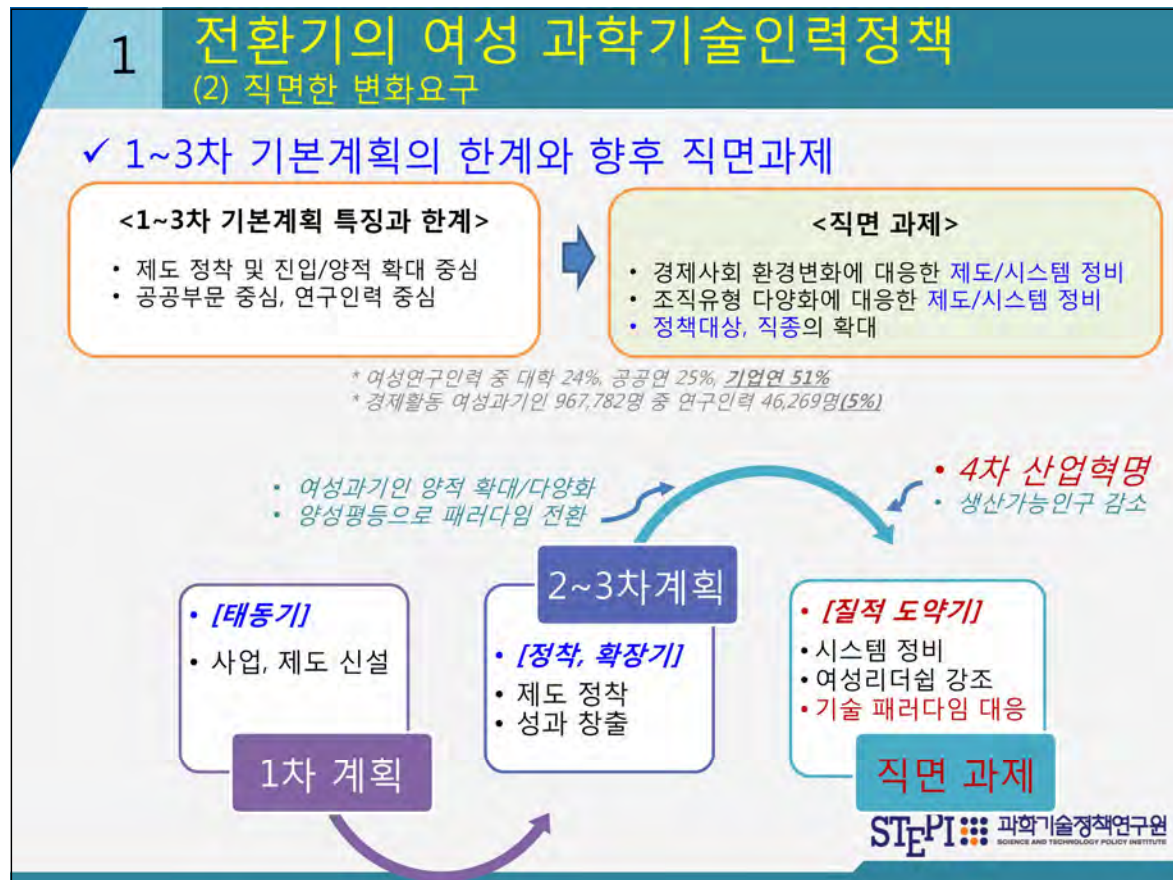 1
전환기의 여성 과학기술인력정책
(2) 직면한 변화요구
✓ 1~3차 기본계획의 한계와 향후 직면과제
<1~3차 기본계획 특징과 한계>
• 제도 정착 및 진입/양적 확대 중심
• 공공부문 중심, 연구인력 중심
<직면 과제>
• 경제사회 환경변화에 대응한 제도/시스템 정비
• 조직유형 다양화에 대응한 제도/시스템 정비
• 정책대상, 직종의 확대
* 여성연구인력 중 대학 24%, 공공연 25%, 기업연 51%
* 경제활동 여성과기인 967,782명 중 연구인력 46,269명(5%)
• 여성과기인 양적 확대/다양화
• 양성평등으로 패러다임 전환
• 4차 산업혁명
• 생산가능인구 감소
• [태동기]
• 사업, 제도 신설
1차 계획
2~3차계획
• [정착, 확장기]
• 제도 정착
• 성과 창출
• [질적 도약기]
• 시스템 정비
• 여성리더쉽 강조
• 기술 패러다임 대응
직면 과제
STEPI 과학기술정책연구원
SCIENCE AND TECHNOLOGY POLICY INSTITUTE